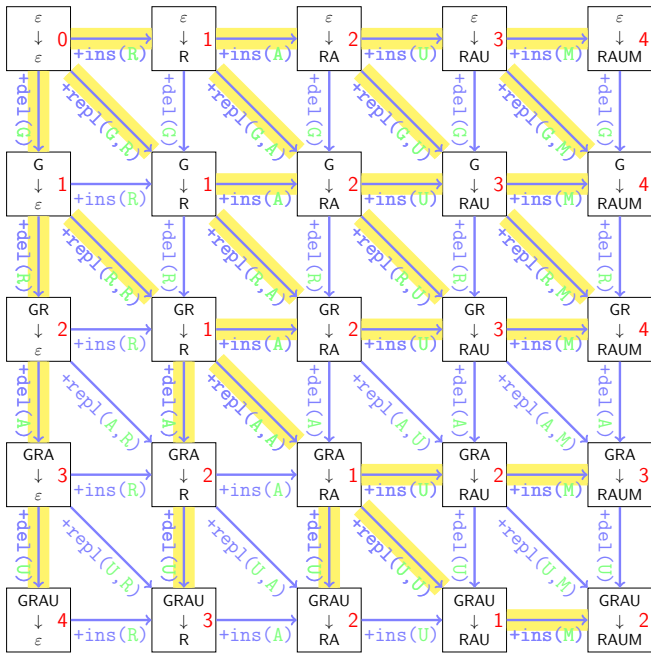 ε ↓ ε 0
+ins(R)
ε ↓ R 1
+ins(A)
ε ↓ RA 2
+ins(U)
ε ↓ RAU 3
+ins(M)
ε ↓ RAUM 4
+del(G)
+repl(G,R)
+del(G)
+repl(G,A)
+del(G)
+repl(G,U)
+del(G)
+repl(G,M)
+del(G)
G ↓ ε 1
+ins(R)
G ↓ R 1
+ins(A)
G ↓ RA 2
+ins(U)
G ↓ RAU 3
+ins(M)
G ↓ RAUM 4
+del(R)
+repl(R,R)
+del(R)
+repl(R,A)
+del(R)
+repl(R,U)
+del(R)
+repl(R,M)
+del(R)
GR ↓ ε 2
+ins(R)
GR ↓ R 1
+ins(A)
GR ↓ RA 2
+ins(U)
GR ↓ RAU 3
+ins(M)
GR ↓ RAUM 4
+del(A)
+repl(A,R)
+del(A)
+repl(A,A)
+del(A)
+repl(A,U)
+del(A)
+repl(A,M)
+del(A)
GRA ↓ ε 3
+ins(R)
GRA ↓ R 2
+ins(A)
GRA ↓ RA 1
+ins(U)
GRA ↓ RAU 2
+ins(M)
GRA ↓ RAUM 3
+del(U)
+repl(U,R)
+del(U)
+repl(U,A)
+del(U)
+repl(U,U)
+del(U)
+repl(U,M)
+del(U)
GRAU ↓ ε 4
+ins(R)
GRAU ↓ R 3
+ins(A)
GRAU ↓ RA 2
+ins(U)
GRAU ↓ RAU 1
+ins(M)
GRAU ↓ RAUM 2